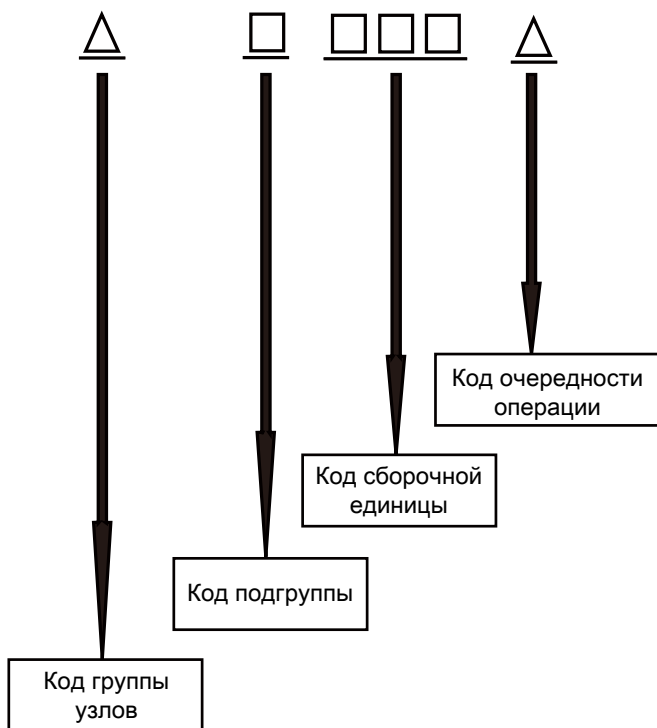 Код очередности
операции
Код сборочной
единицы
Код подгруппы
Код группы
узлов